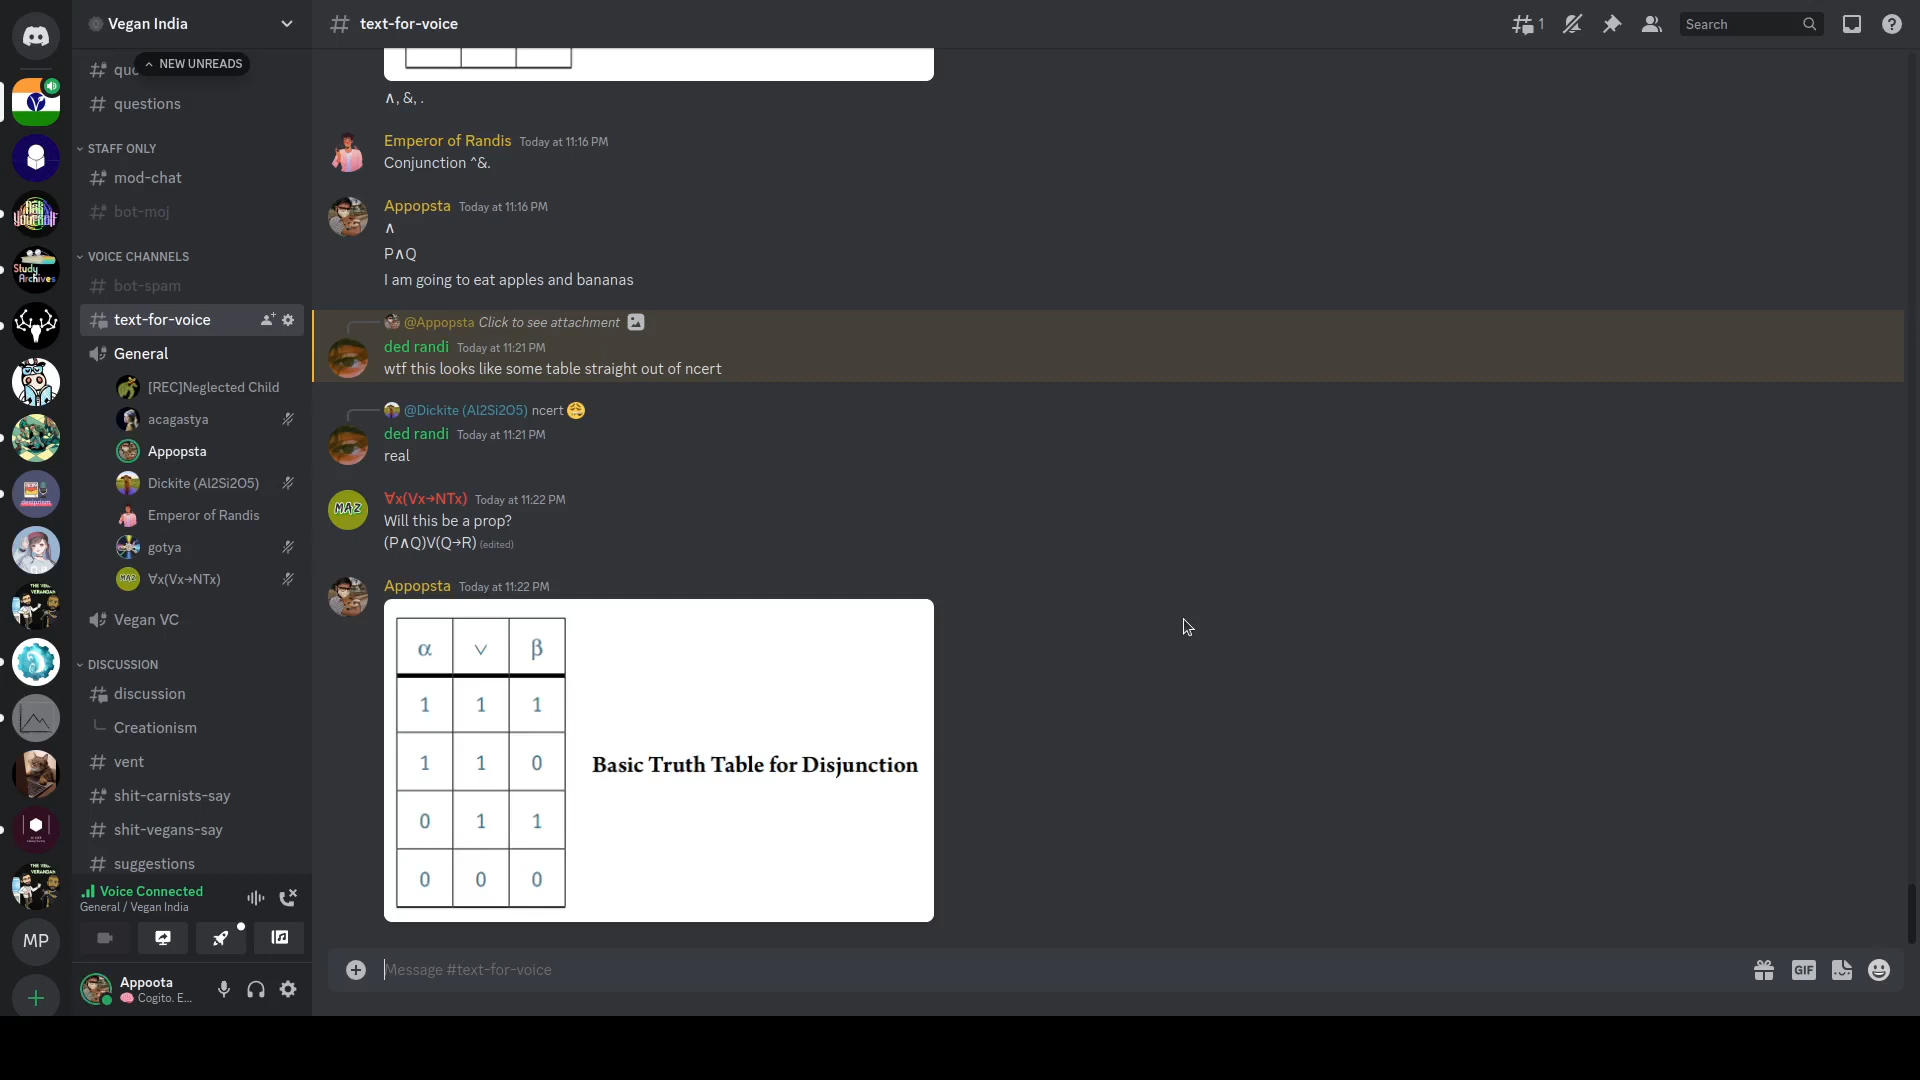 Vegan India
NEW UNREADS
questions
STAFF ONLY
mod-chat
bot-moj
VOICE CHANNELS
bot-spam
text-for-voice
General
[REC]Neglected Child
acagastya
Appopsta
Dickite (Al2Si2O5)
Emperor of Randis
gotya
∀x(Vx→NTx)
Vegan VC
DISCUSSION
discussion
Creationism
vent
shit-carnists-say
shit-vegans-say
suggestions
Voice Connected
General / Vegan India
Appoota
Cogito. E...
MP
# text-for-voice
1
Search
∧, &, .
Emperor of Randis Today at 11:16 PM
Conjunction ^&.
Appopsta Today at 11:16 PM
∧
P∧Q
I am going to eat apples and bananas
@Appopsta Click to see attachment
ded randi Today at 11:21 PM
wtf this looks like some table straight out of ncert
@Dickite (Al2Si2O5) ncert 
ded randi Today at 11:21 PM
real
∀x(Vx→NTx) Today at 11:22 PM
Will this be a prop?
(P∧Q)V(Q→R) (edited)
Appopsta Today at 11:22 PM
α ∨ β
1 1 1
1 1 0
0 1 1
0 0 0
Basic Truth Table for Disjunction
Message #text-for-voice
GIF